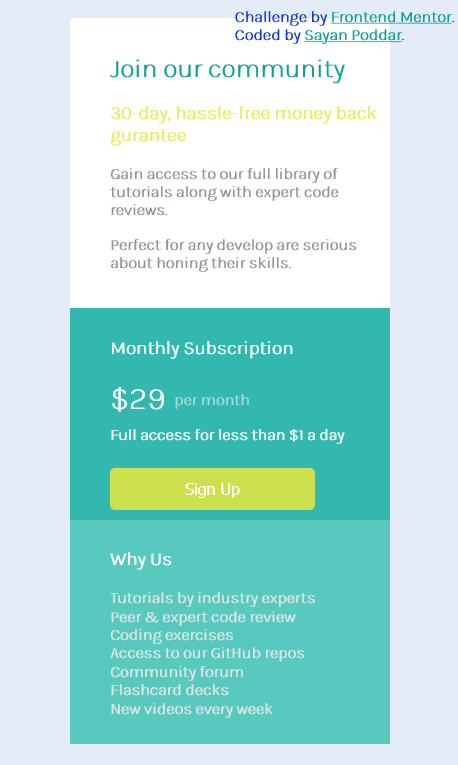 Challenge by Frontend Mentor.
Coded by Sayan Poddar.
Join our community
30-day, hassle-free money back
gurantee
Gain access to our full library of
tutorials along with expert code
reviews.
Perfect for any develop are serious
about honing their skills.
Monthly Subscription
$29 per month
Full access for less than $1 a day
Sign Up
Why Us
Tutorials by industry experts
Peer & expert code review
Coding exercises
Access to our GitHub repos
Community forum
Flashcard decks
New videos every week